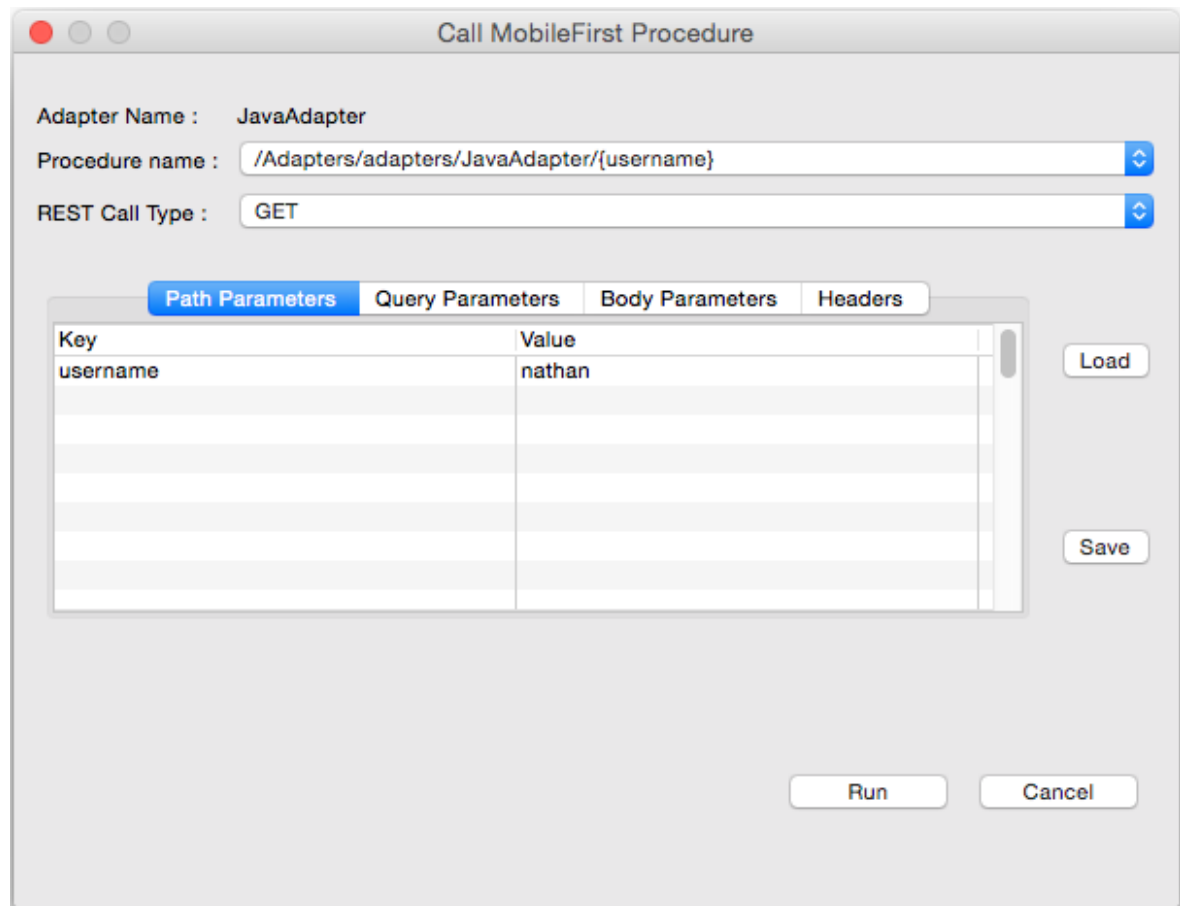 Call MobileFirst Procedure
Adapter Name : JavaAdapter
Procedure name : /Adapters/adapters/JavaAdapter/{username}
REST Call Type : GET
Path Parameters Query Parameters Body Parameters Headers
Key Value
username nathan
Load
Save
Run Cancel